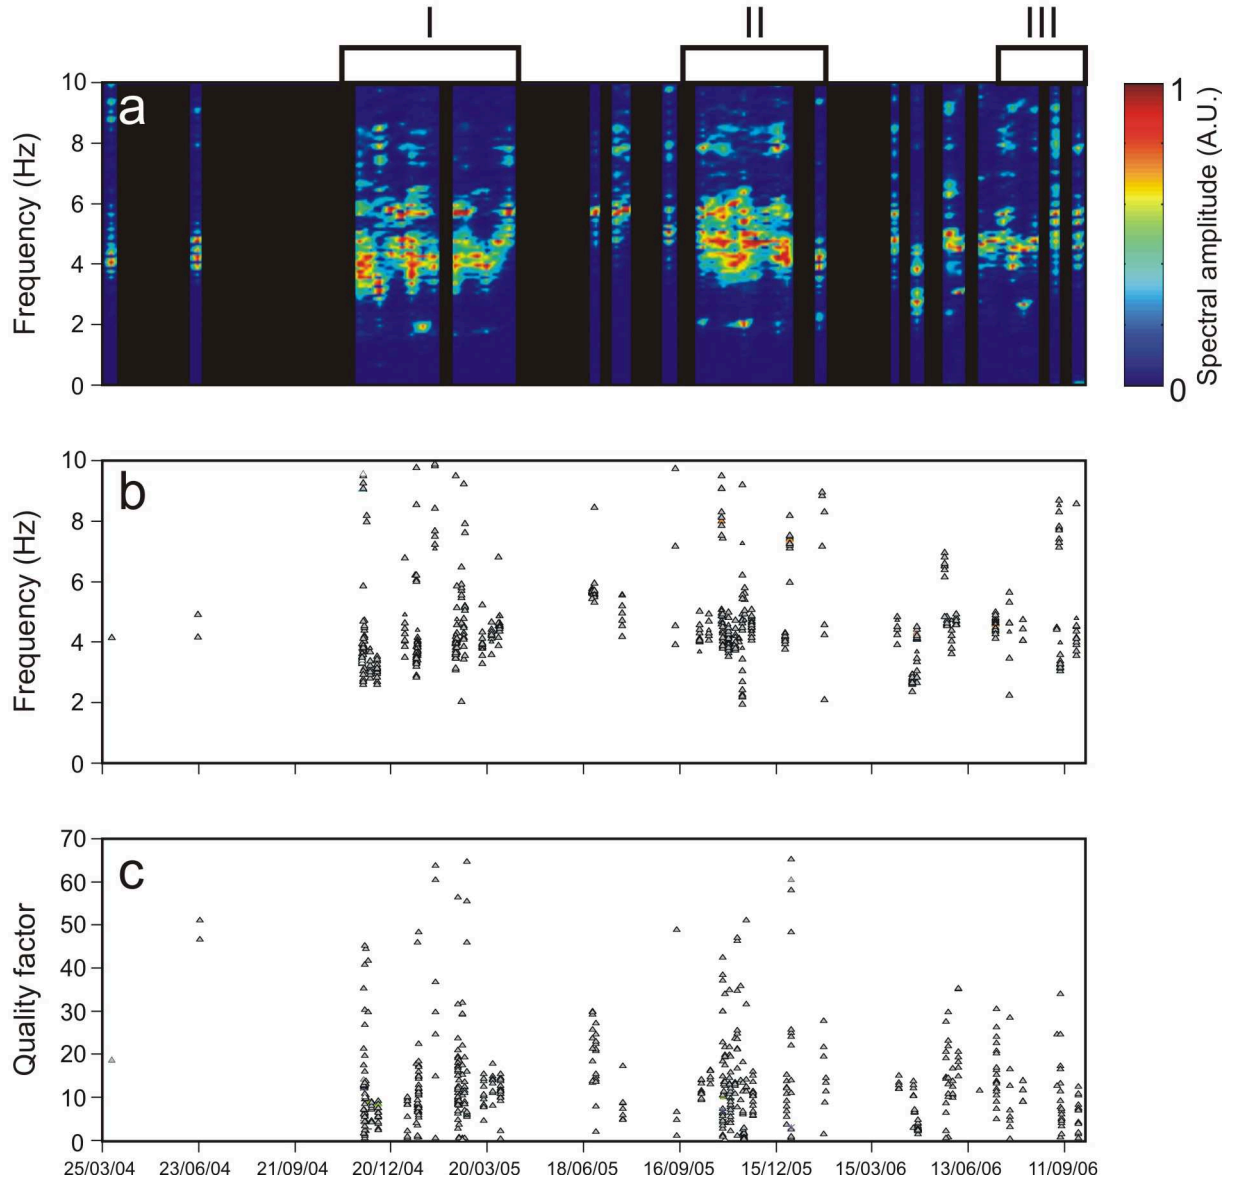 I II III
a
10
8
6
4
2
0
Frequency (Hz)
1
0
Spectral amplitude (A.U.)
b
10
8
6
4
2
0
Frequency (Hz)
c
70
60
50
40
30
20
10
0
Quality factor
25/03/04 23/06/04 21/09/04 20/12/04 20/03/05 18/06/05 16/09/05 15/12/05 15/03/06 13/06/06 11/09/06